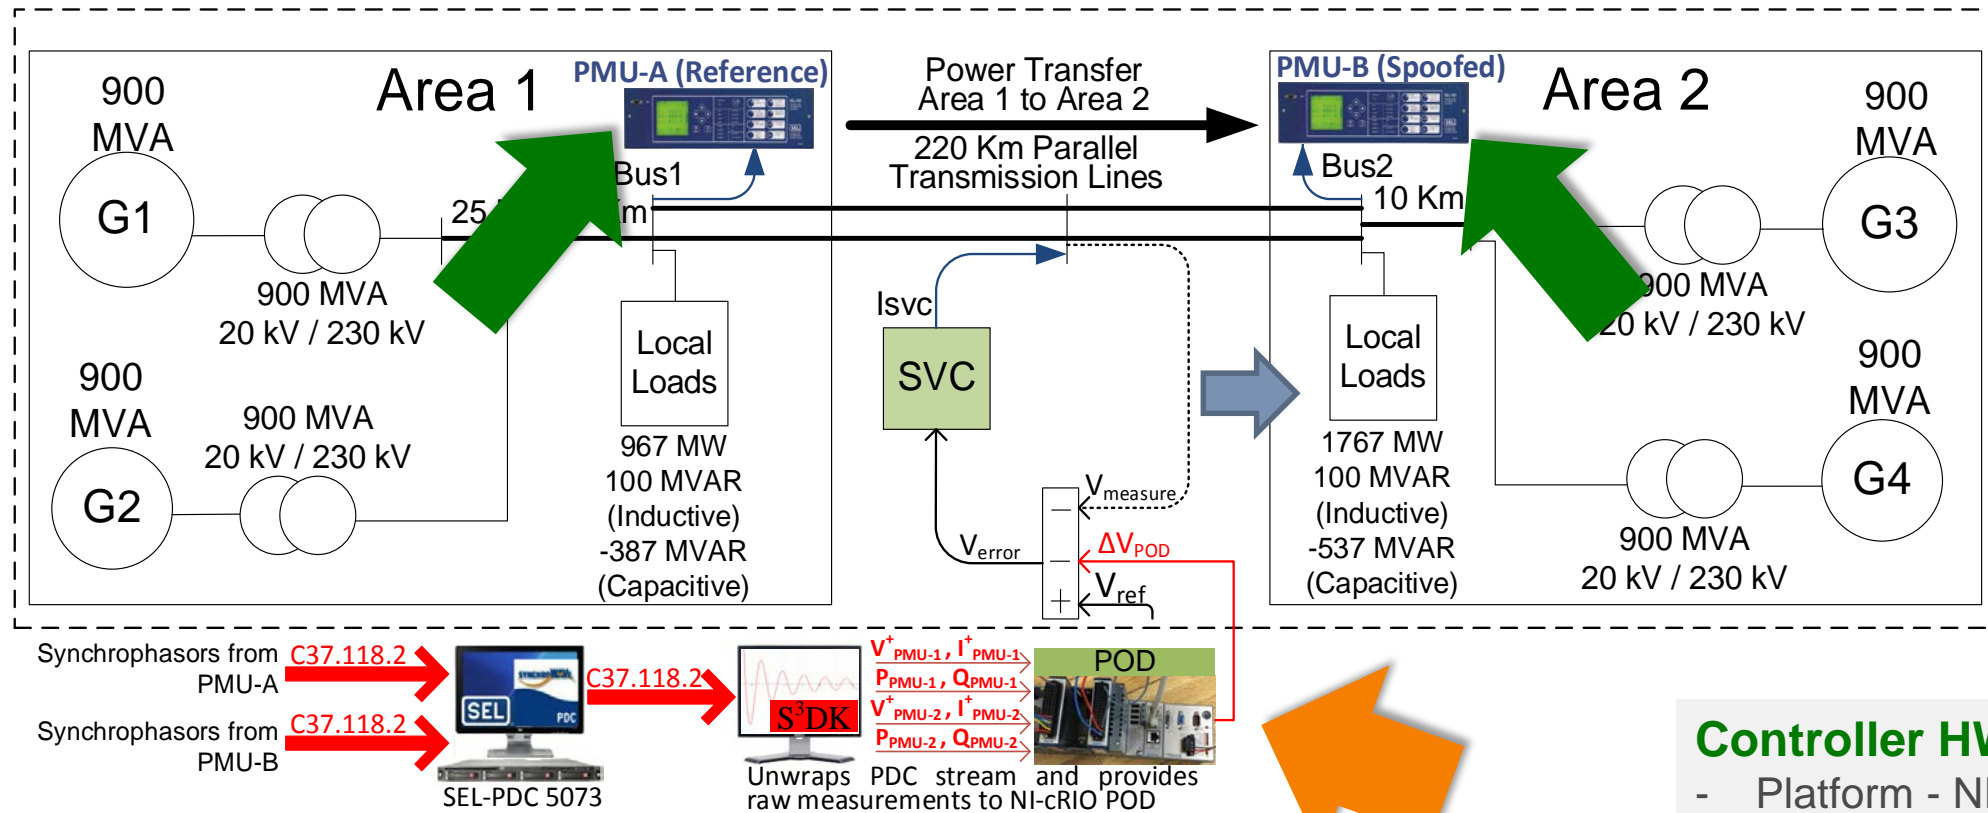 Area 1
PMU-A (Reference)
Power Transfer
Area 1 to Area 2
220 Km Parallel
Transmission Lines
PMU-B (Spoofed)
Area 2
900
MVA
G1
25
Km
Bus1
900 MVA
20 kV / 230 kV
900
MVA
G2
900 MVA
20 kV / 230 kV
Local
Loads
967 MW
100 MVAR
(Inductive)
-387 MVAR
(Capacitive)
Isvc
SVC
Vmeasure
Verror
ΔVPOD
Vref
−
−
+
Bus2
10 Km
Local
Loads
1767 MW
100 MVAR
(Inductive)
-537 MVAR
(Capacitive)
900
MVA
G3
900 MVA
20 kV / 230 kV
900
MVA
G4
900 MVA
20 kV / 230 kV
Synchrophasors from
PMU-A
C37.118.2
Synchrophasors from
PMU-B
C37.118.2
SEL
PDC
SEL-PDC 5073
C37.118.2
S³DK
V⁺PMU-1 , I⁺PMU-1
PPMU-1 , QPMU-1
V⁺PMU-2 , I⁺PMU-2
PPMU-2 , QPMU-2
POD
Unwraps PDC stream and provides
raw measurements to NI-cRIO POD
Controller HW
- Platform - NI